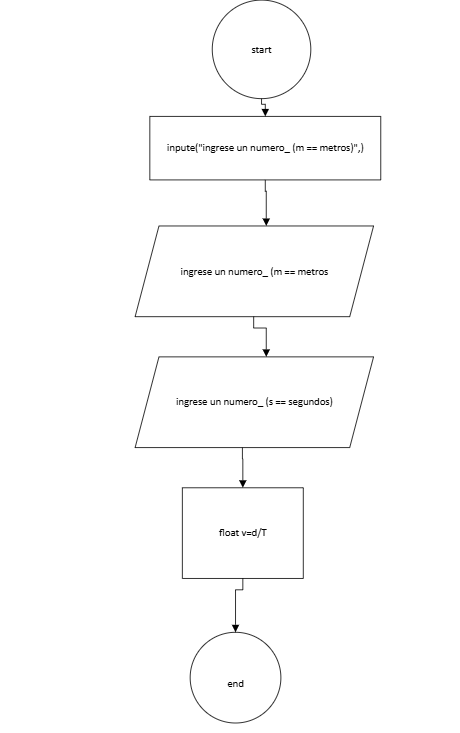 start
inpute("ingrese un numero_ (m == metros)",)
ingrese un numero_ (m == metros
ingrese un numero_ (s == segundos)
float v=d/T
end